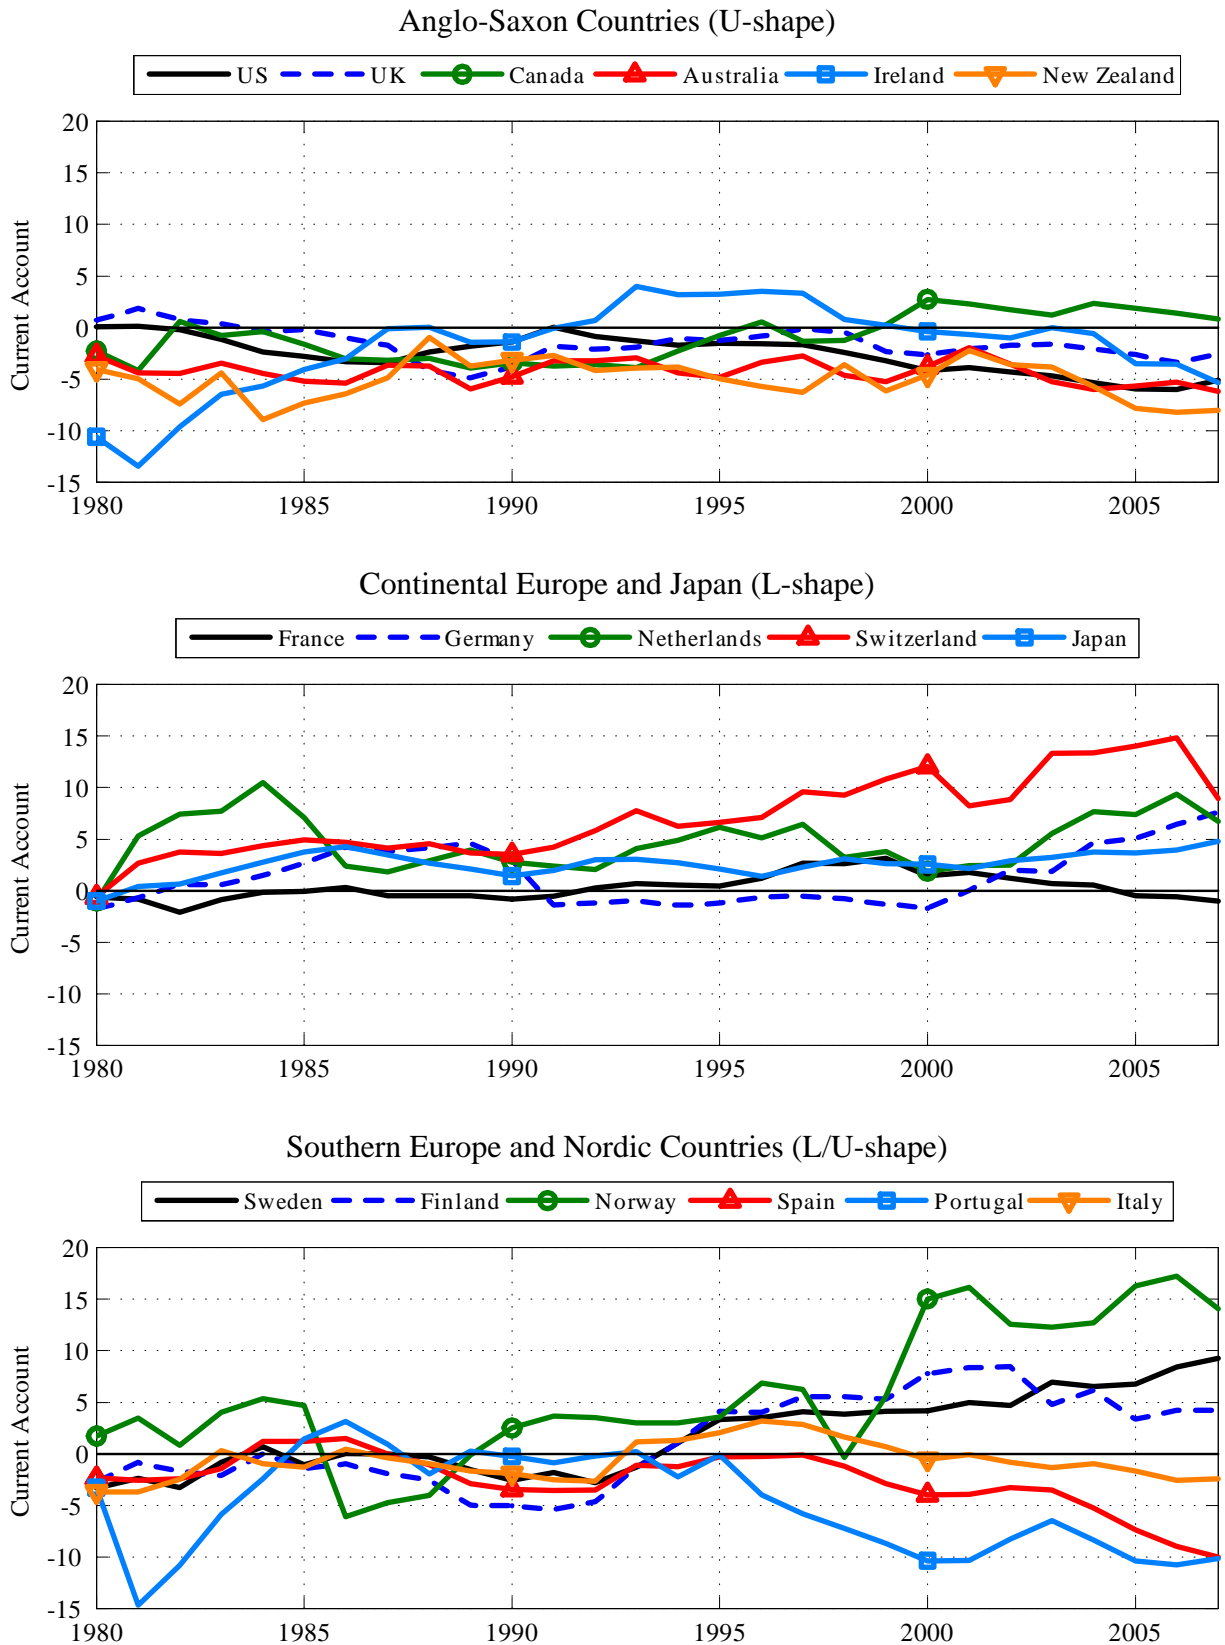 Anglo-Saxon Countries (U-shape)
US UK Canada Australia Ireland New Zealand
20
15
10
5
0
-5
-10
-15
Current Account
1980 1985 1990 1995 2000 2005
Continental Europe and Japan (L-shape)
France Germany Netherlands Switzerland Japan
20
15
10
5
0
-5
-10
-15
Current Account
1980 1985 1990 1995 2000 2005
Southern Europe and Nordic Countries (L/U-shape)
Sweden Finland Norway Spain Portugal Italy
20
15
10
5
0
-5
-10
-15
Current Account
1980 1985 1990 1995 2000 2005